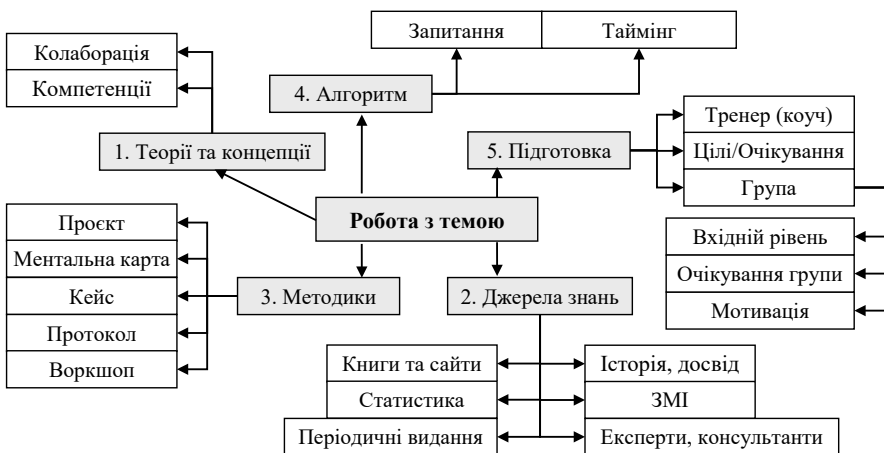 Запитання
Таймінг
Колаборація
Компетенції
4. Алгоритм
1. Теорії та концепції
5. Підготовка
Тренер (коуч)
Цілі/Очікування
Група
Робота з темою
Проєкт
Ментальна карта
Кейс
Протокол
Воркшоп
3. Методики
2. Джерела знань
Вхідній рівень
Очікування групи
Мотивація
Книги та сайти
Історія, досвід
Статистика
ЗМІ
Періодичні видання
Експерти, консультанти